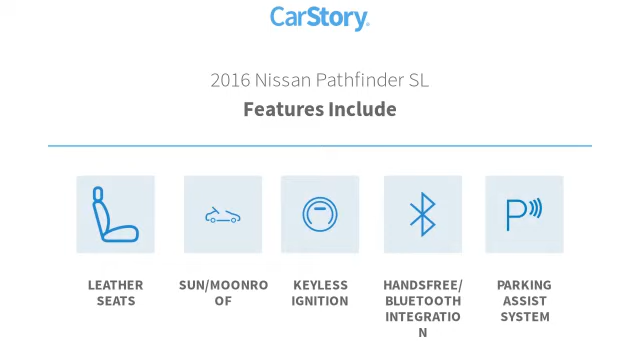 CarStory®
2016 Nissan Pathfinder SL
Features Include
P
LEATHER
SEATS
SUN/MOONRO
OF
KEYLESS
IGNITION
HANDSFREE/
BLUETOOTH
INTEGRATIO
N
PARKING
ASSIST
SYSTEM